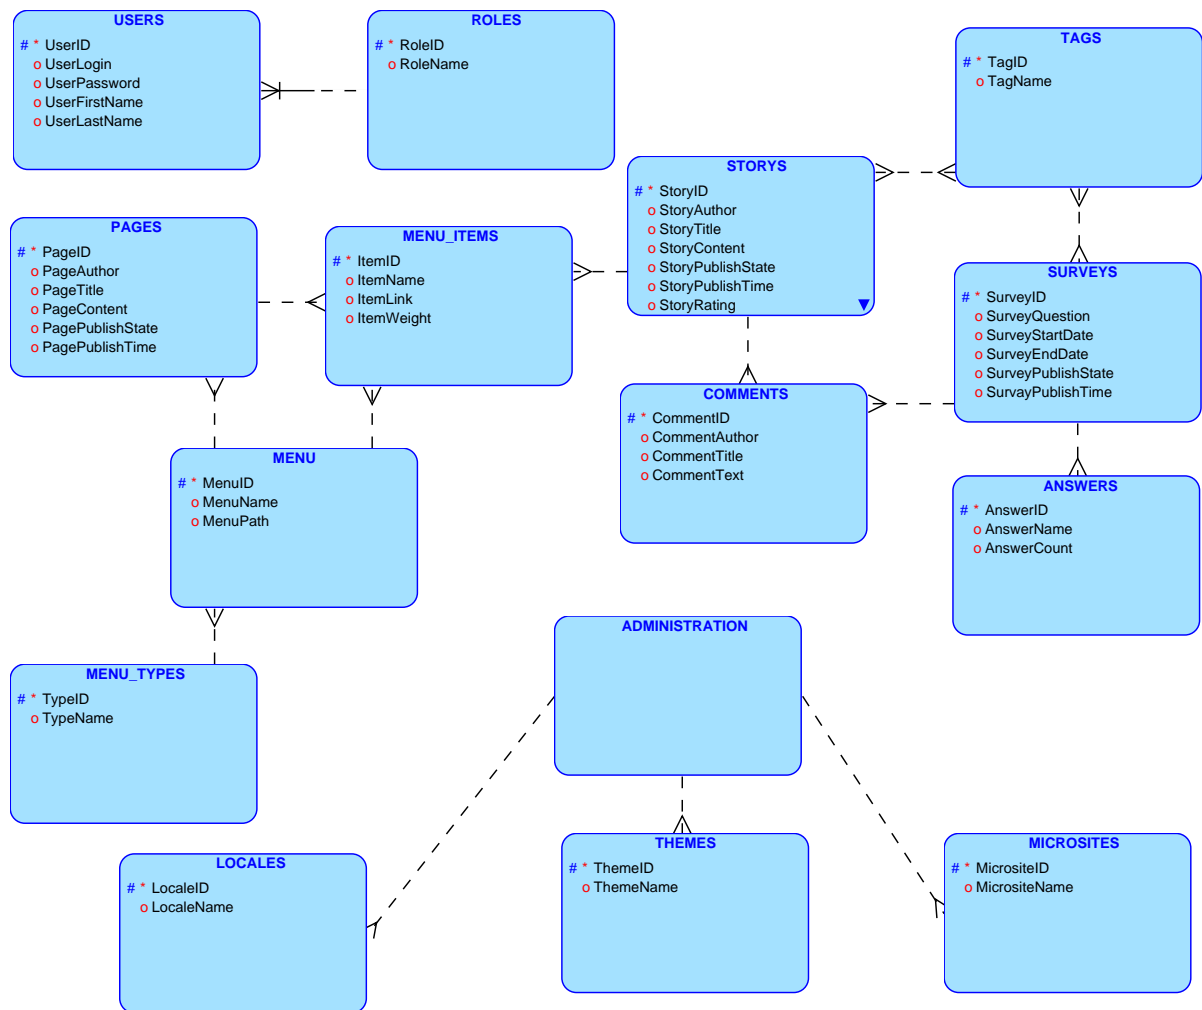 USERS
# * UserID
o UserLogin
o UserPassword
o UserFirstName
o UserLastName
ROLES
# * RoleID
o RoleName
TAGS
# * TagID
o TagName
STORYS
# * StoryID
o StoryAuthor
o StoryTitle
o StoryContent
o StoryPublishState
o StoryPublishTime
o StoryRating
PAGES
# * PageID
o PageAuthor
o PageTitle
o PageContent
o PagePublishState
o PagePublishTime
MENU_ITEMS
# * ItemID
o ItemName
o ItemLink
o ItemWeight
SURVEYS
# * SurveyID
o SurveyQuestion
o SurveyStartDate
o SurveyEndDate
o SurveyPublishState
o SurvayPublishTime
COMMENTS
# * CommentID
o CommentAuthor
o CommentTitle
o CommentText
MENU
# * MenuID
o MenuName
o MenuPath
ANSWERS
# * AnswerID
o AnswerName
o AnswerCount
ADMINISTRATION
MENU_TYPES
# * TypeID
o TypeName
LOCALES
# * LocaleID
o LocaleName
THEMES
# * ThemeID
o ThemeName
MICROSITES
# * MicrositeID
o MicrositeName